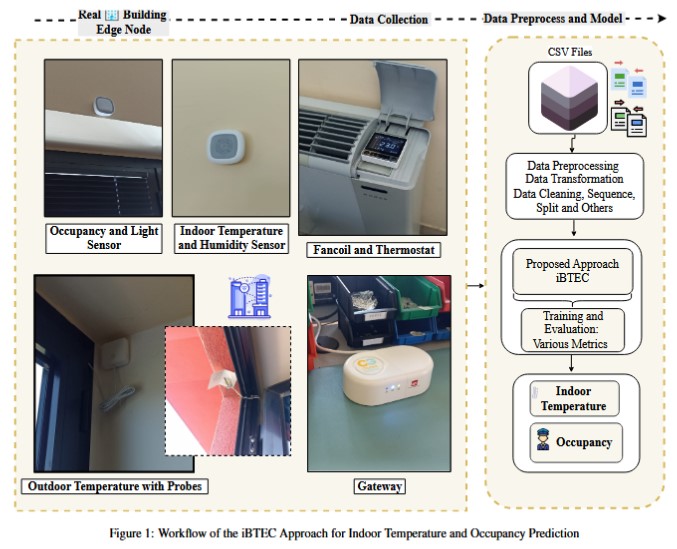 Real Building
Edge Node
Data Collection
Data Preprocess and Model
CSV Files
Occupancy and Light
Sensor
Indoor Temperature
and Humidity Sensor
Fancoil and Thermostat
Data Preprocessing
Data Transformation
Data Cleaning, Sequence,
Split and Others
Proposed Approach
iBTEC
Training and
Evaluation:
Various Metrics
Indoor
Temperature
Occupancy
Outdoor Temperature with Probes
Gateway
Figure 1: Workflow of the iBTEC Approach for Indoor Temperature and Occupancy Prediction